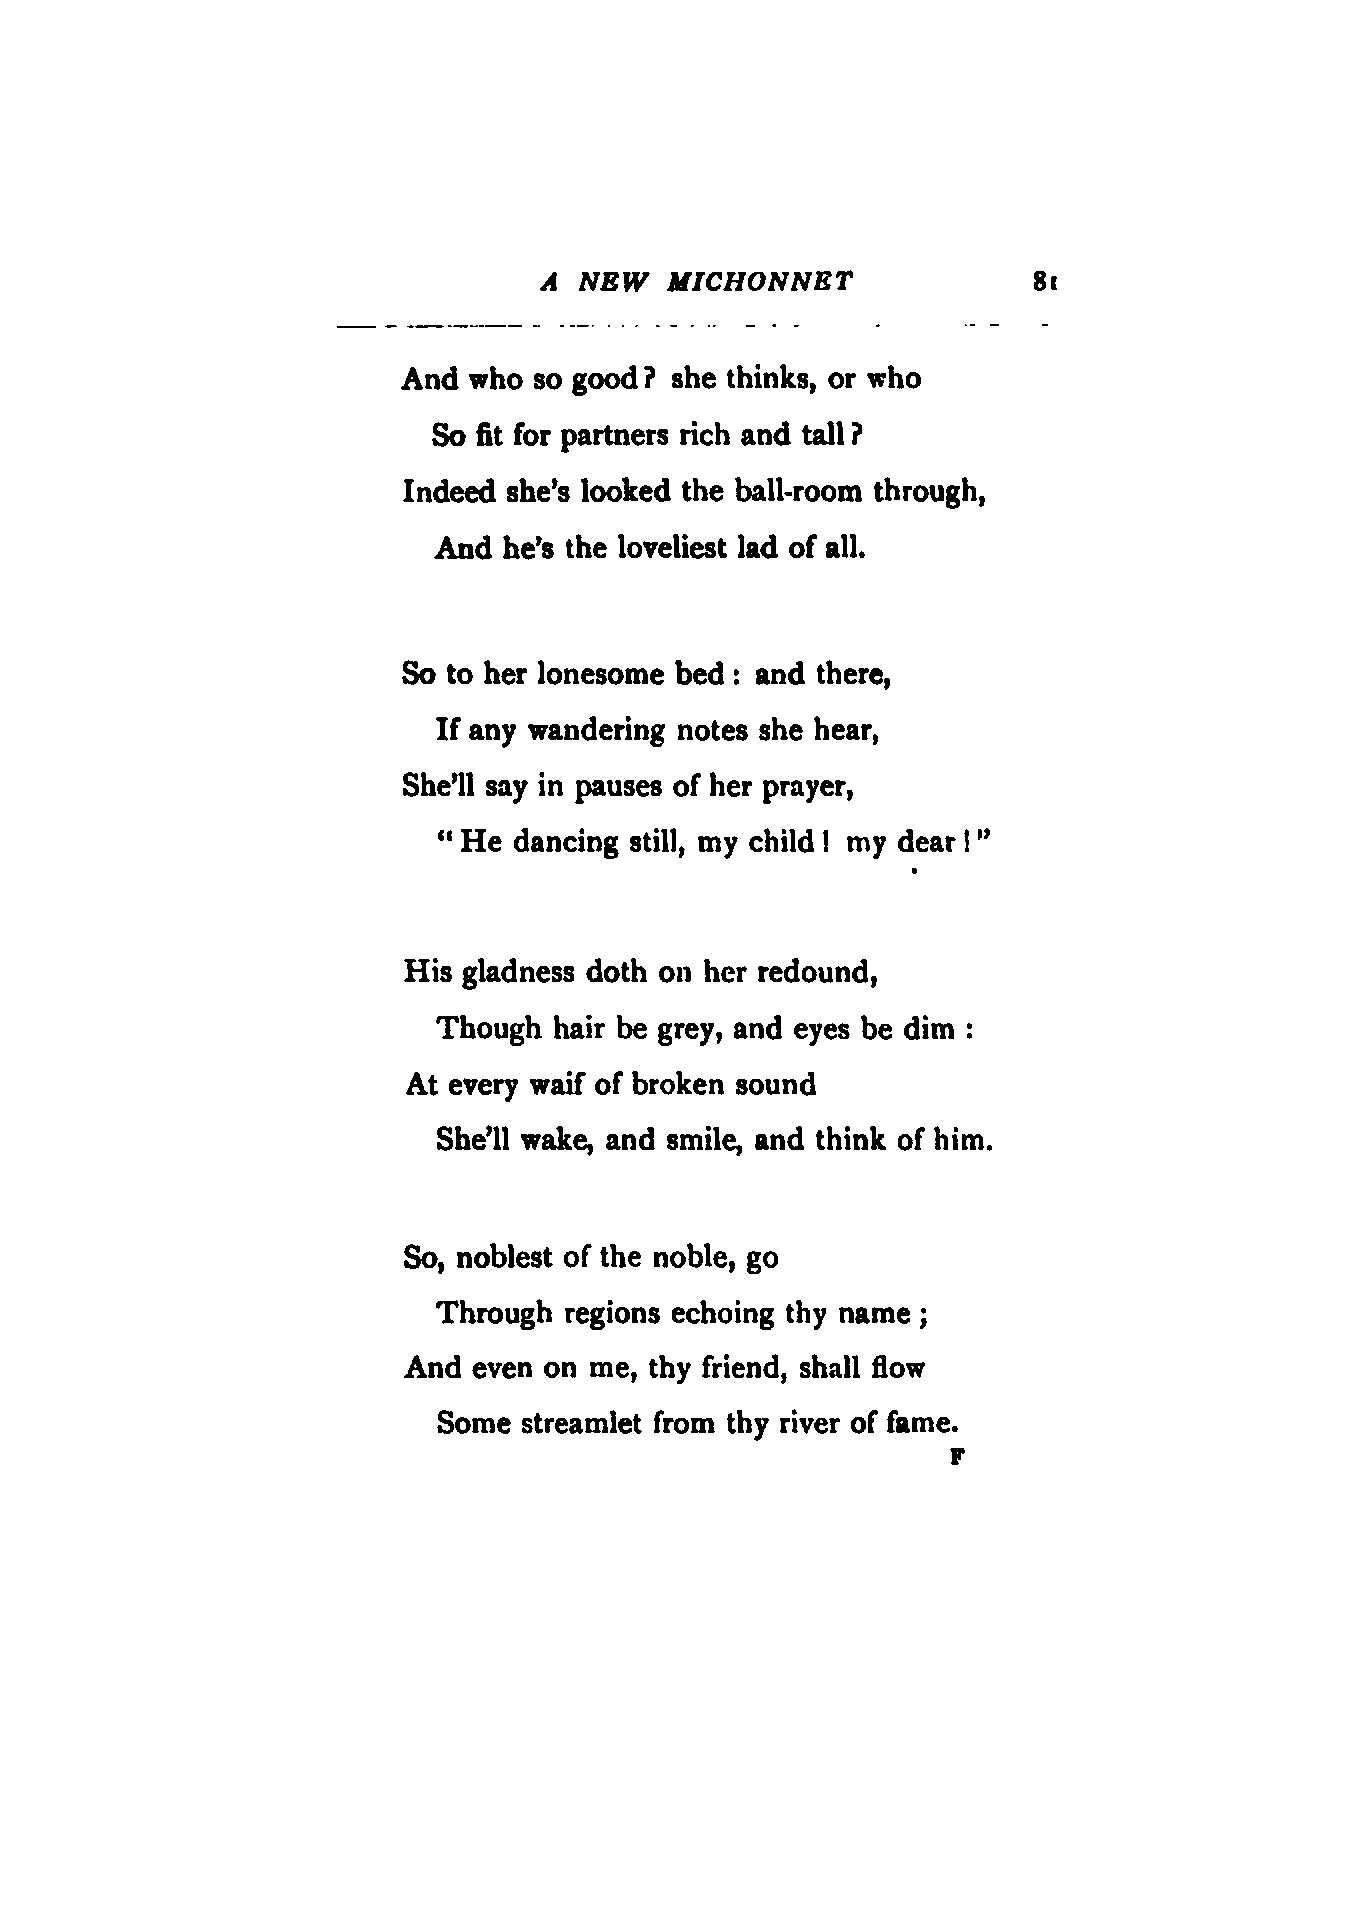 A NEW MICHONNET 81
And who so good? she thinks, or who
So fit for partners rich and tall?
Indeed she's looked the ball-room through,
And he's the loveliest lad of all.
So to her lonesome bed: and there,
If any wandering notes she hear,
She'll say in pauses of her prayer,
"He dancing still, my child! my dear!"
His gladness doth on her redound,
Though hair be grey, and eyes be dim:
At every waif of broken sound
She'll wake, and smile, and think of him.
So, noblest of the noble, go
Through regions echoing thy name;
And even on me, thy friend, shall flow
Some streamlet from thy river of fame.
F